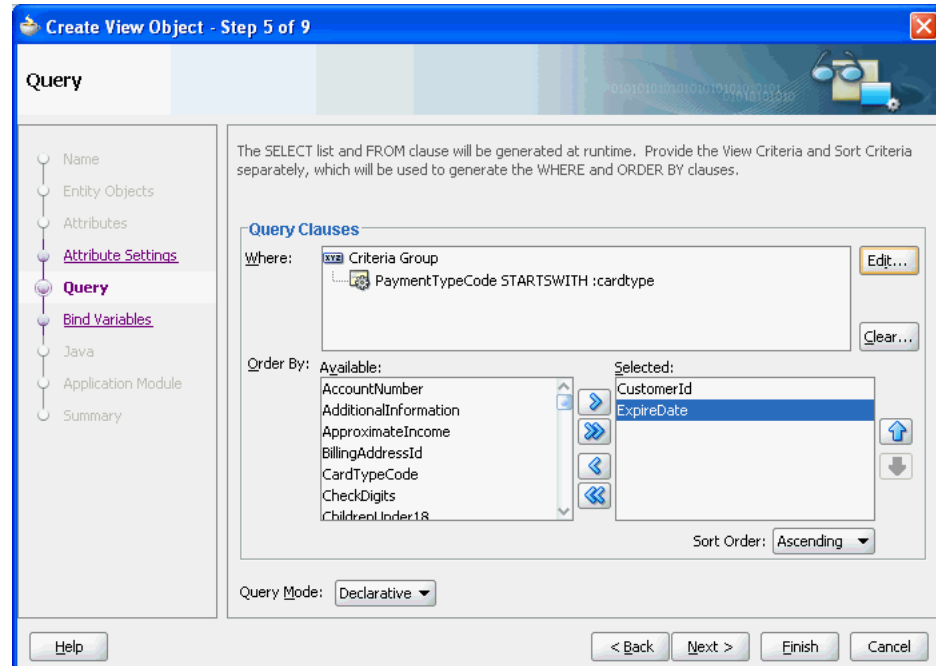 Create View Object - Step 5 of 9
Query
Name
Entity Objects
Attributes
Attribute Settings
Query
Bind Variables
Java
Application Module
Summary
The SELECT list and FROM clause will be generated at runtime. Provide the View Criteria and Sort Criteria
separately, which will be used to generate the WHERE and ORDER BY clauses.
Query Clauses
Where:
XYZ Criteria Group
PaymentTypeCode STARTSWITH :cardtype
Edit...
Clear...
Order By: Available:
AccountNumber
AdditionalInformation
ApproximateIncome
BillingAddressId
CardTypeCode
CheckDigits
ChildrenUnder18
Selected:
CustomerId
ExpireDate
Sort Order: Ascending
Query Mode: Declarative
Help
< Back
Next >
Finish
Cancel